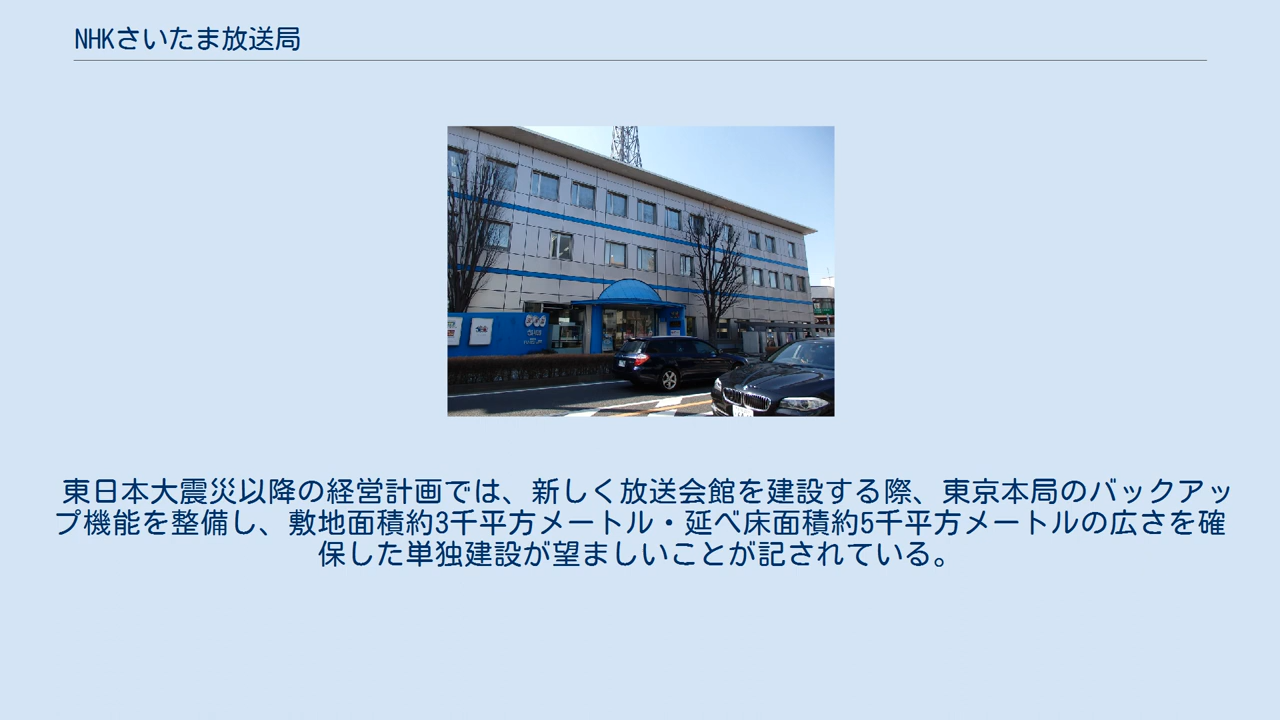 NHKさいたま放送局
東日本大震災以降の経営計画では、新しく放送会館を建設する際、東京本局のバックアッ
プ機能を整備し、敷地面積約3千平方メートル・延べ床面積約5千平方メートルの広さを確
保した単独建設が望ましいことが記されている。